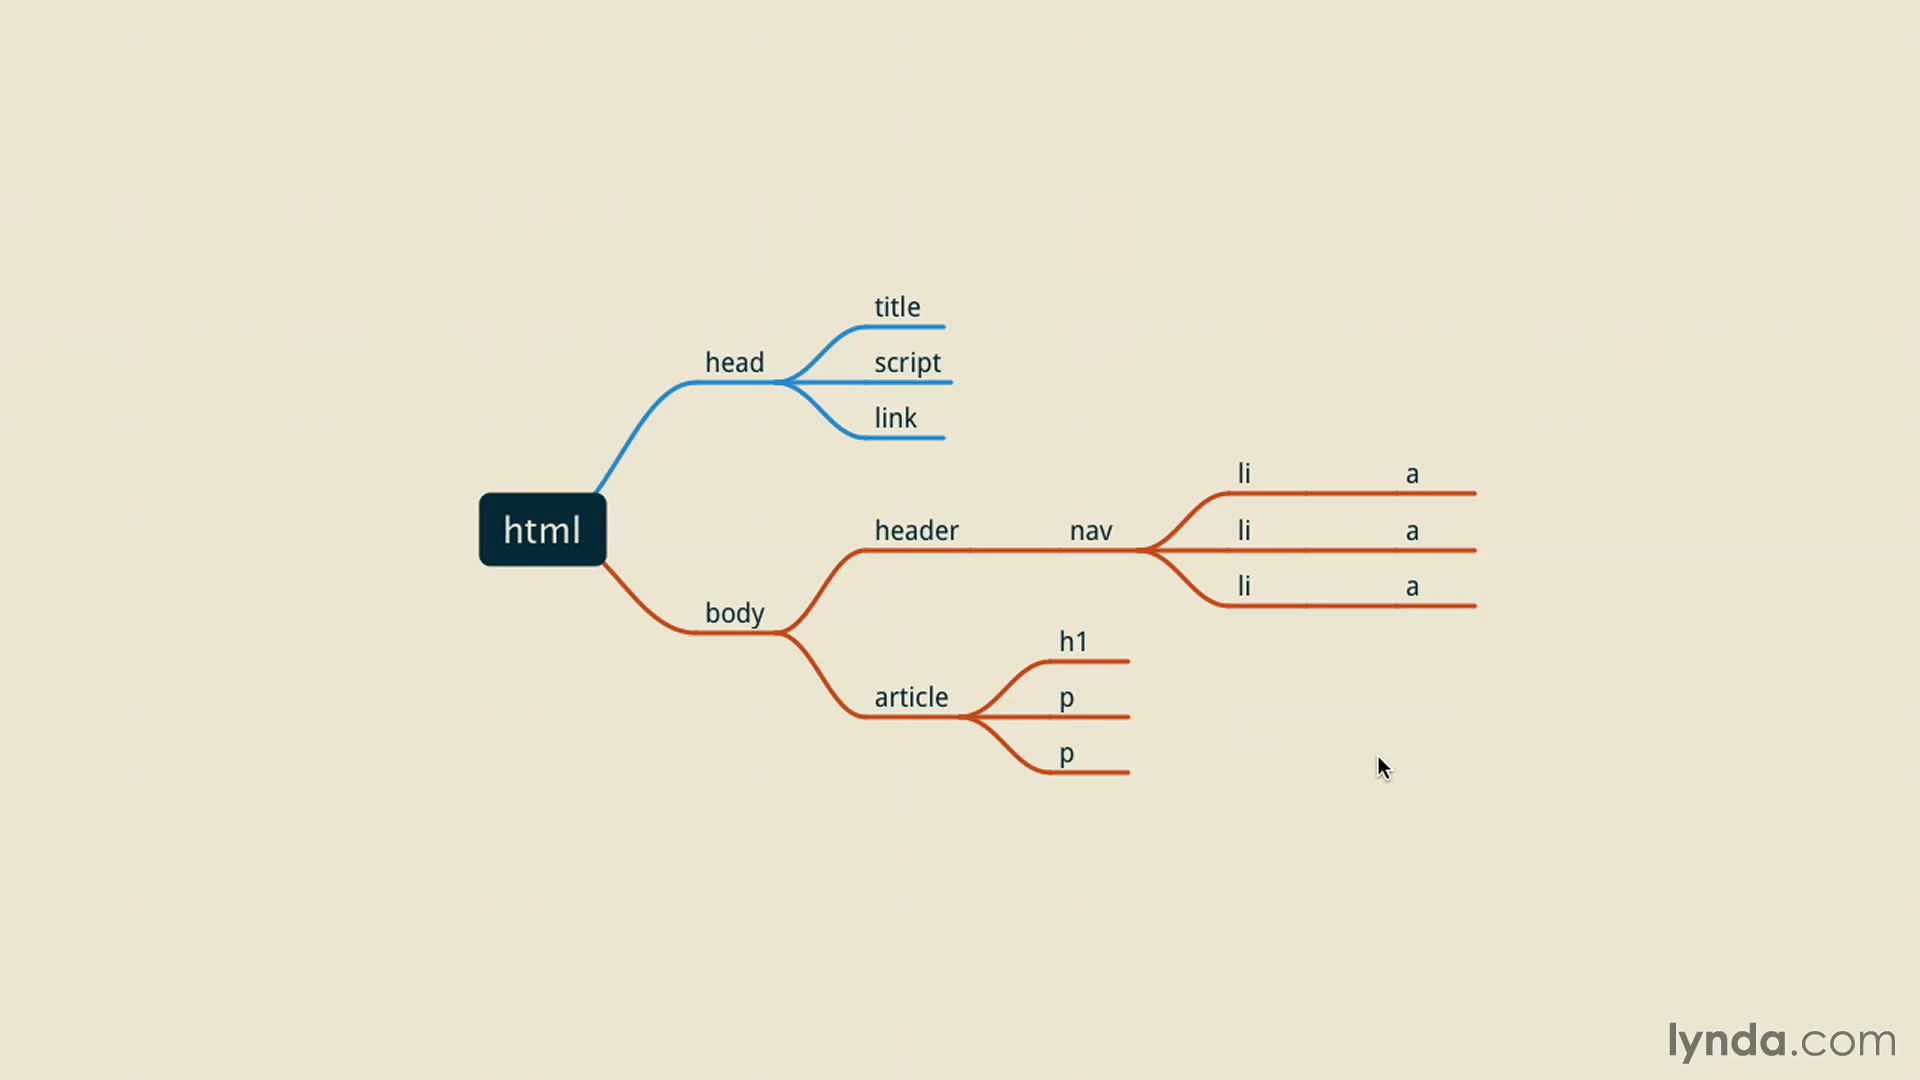 title
head script
link
li a
html header nav li a
li a
body
h1
article p
p
lynda.com